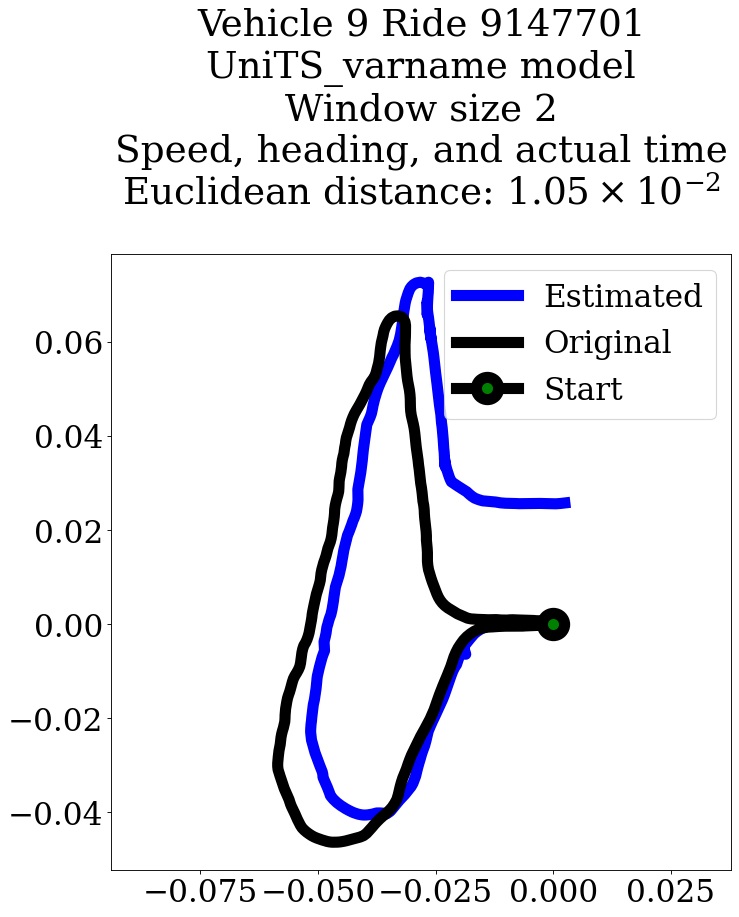 Vehicle 9 Ride 9147701
UniTS_varname model
Window size 2
Speed, heading, and actual time
Euclidean distance: 1.05 × 10⁻²
Estimated
Original
Start
0.06
0.04
0.02
0.00
−0.02
−0.04
−0.075 −0.050 −0.025 0.000 0.025